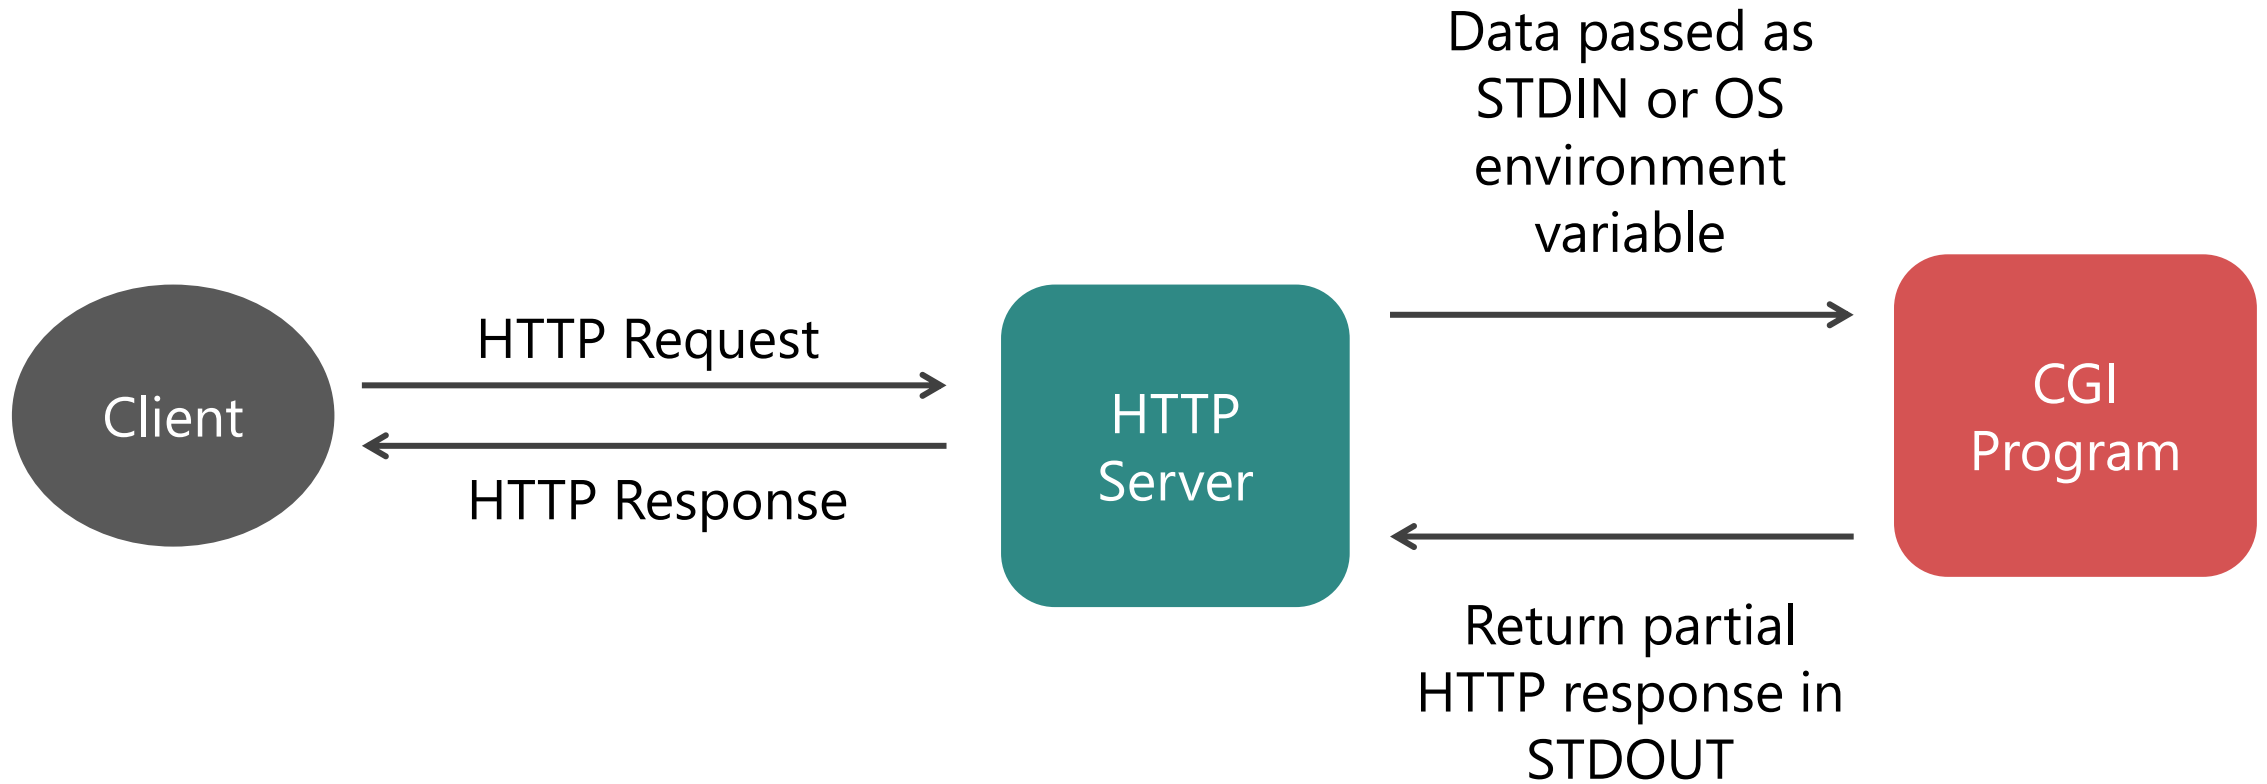 Client
HTTP Request
HTTP Response
HTTP
Server
Data passed as
STDIN or OS
environment
variable
Return partial
HTTP response in
STDOUT
CGI
Program